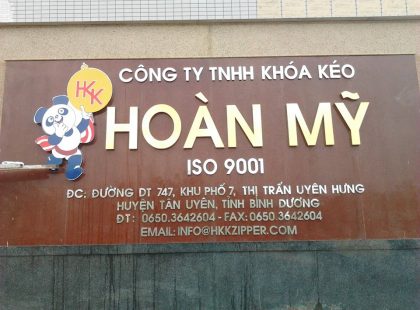 HKK
CÔNG TY TNHH KHÓA KÉO
HOÀN MỸ
ISO 9001
ĐC: ĐƯỜNG DT 747, KHU PHỐ 7, THỊ TRẤN UYÊN HƯNG
HUYỆN TÂN UYÊN, TỈNH BÌNH DƯƠNG
ĐT: 0650.3642604 - FAX: 0650.3642604
EMAIL: INFO@HKKZIPPER.COM